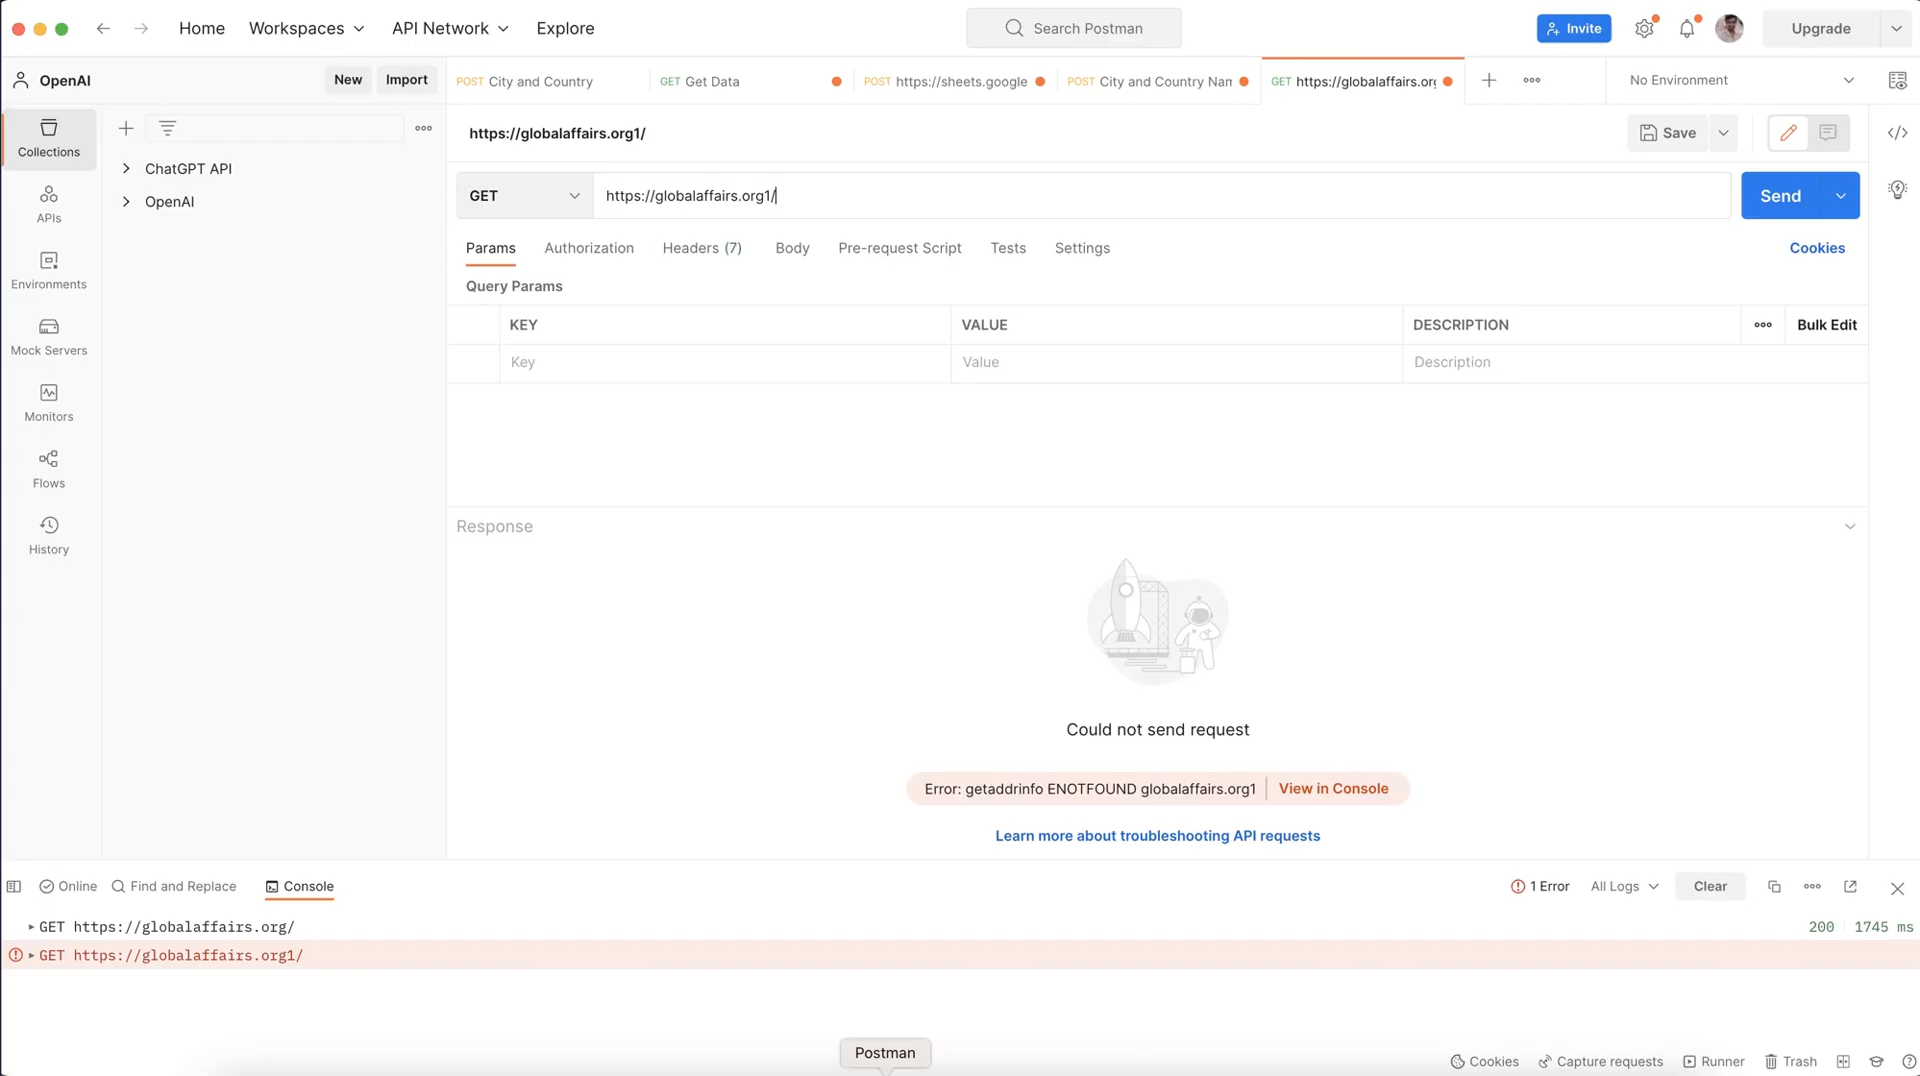 Home Workspaces API Network Explore Search Postman Invite Upgrade
OpenAI New Import POST City and Country GET Get Data POST https://sheets.google POST City and Country Nam GET https://globalaffairs.org No Environment
Collections
APIs
Environments
Mock Servers
Monitors
Flows
History
ChatGPT API
OpenAI
https://globalaffairs.org1/ Save
GET https://globalaffairs.org1/ Send
Params Authorization Headers (7) Body Pre-request Script Tests Settings Cookies
Query Params
KEY VALUE DESCRIPTION Bulk Edit
Key Value Description
Response
Could not send request
Error: getaddrinfo ENOTFOUND globalaffairs.org1 View in Console
Learn more about troubleshooting API requests
Online Find and Replace Console 1 Error All Logs Clear
GET https://globalaffairs.org/ 200 1745 ms
GET https://globalaffairs.org1/
Postman
Cookies Capture requests Runner Trash